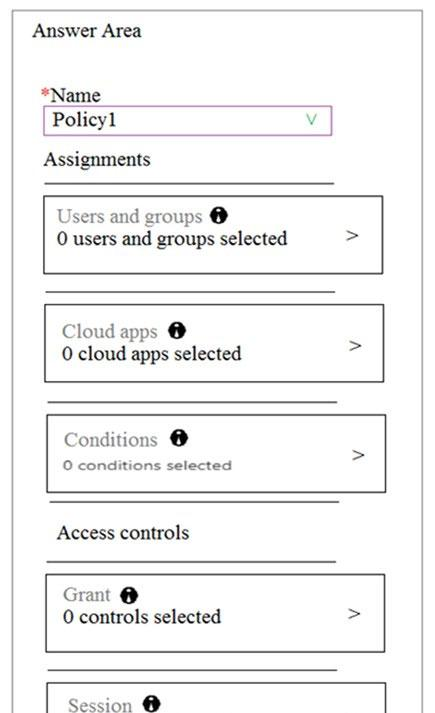 Answer Area
*Name
Policy1
Assignments
Users and groups
0 users and groups selected
>
Cloud apps
0 cloud apps selected
>
Conditions
0 conditions selected
>
Access controls
Grant
0 controls selected
>
Session